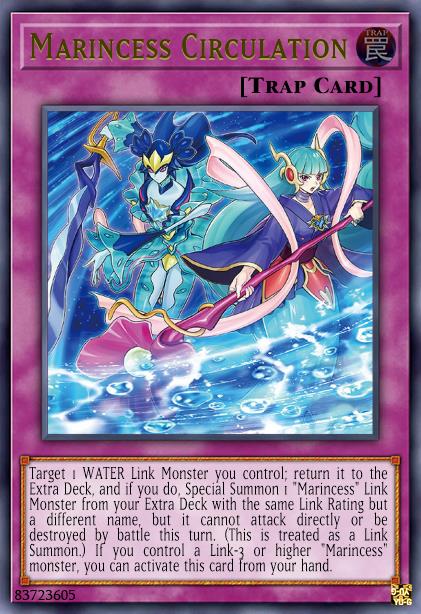 Marincess Circulation
TRAP
罠
[Trap Card]
Target 1 WATER Link Monster you control; return it to the
Extra Deck, and if you do, Special Summon 1 "Marincess" Link
Monster from your Extra Deck with the same Link Rating but
a different name, but it cannot attack directly or be
destroyed by battle this turn. (This is treated as a Link
Summon.) If you control a Link-3 or higher "Marincess"
monster, you can activate this card from your hand.
83723605